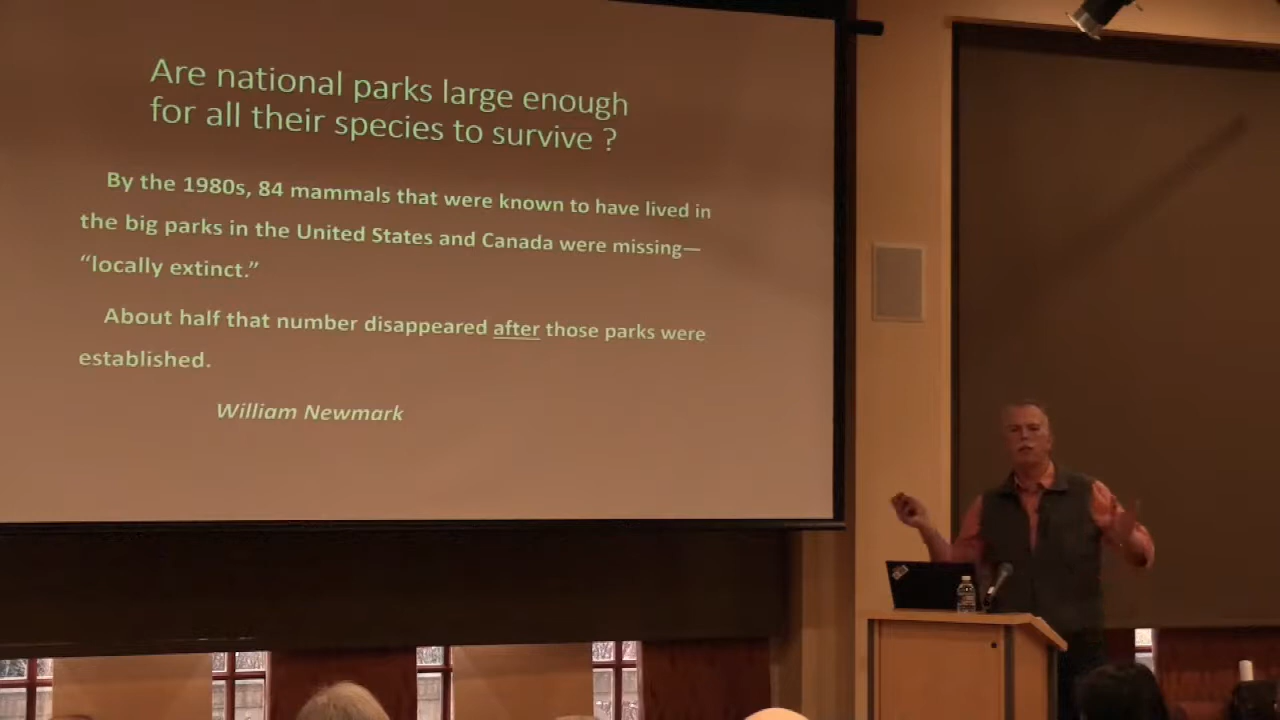 Are national parks large enough
for all their species to survive ?
By the 1980s, 84 mammals that were known to have lived in
the big parks in the United States and Canada were missing—
“locally extinct.”
About half that number disappeared after those parks were
established.
William Newmark